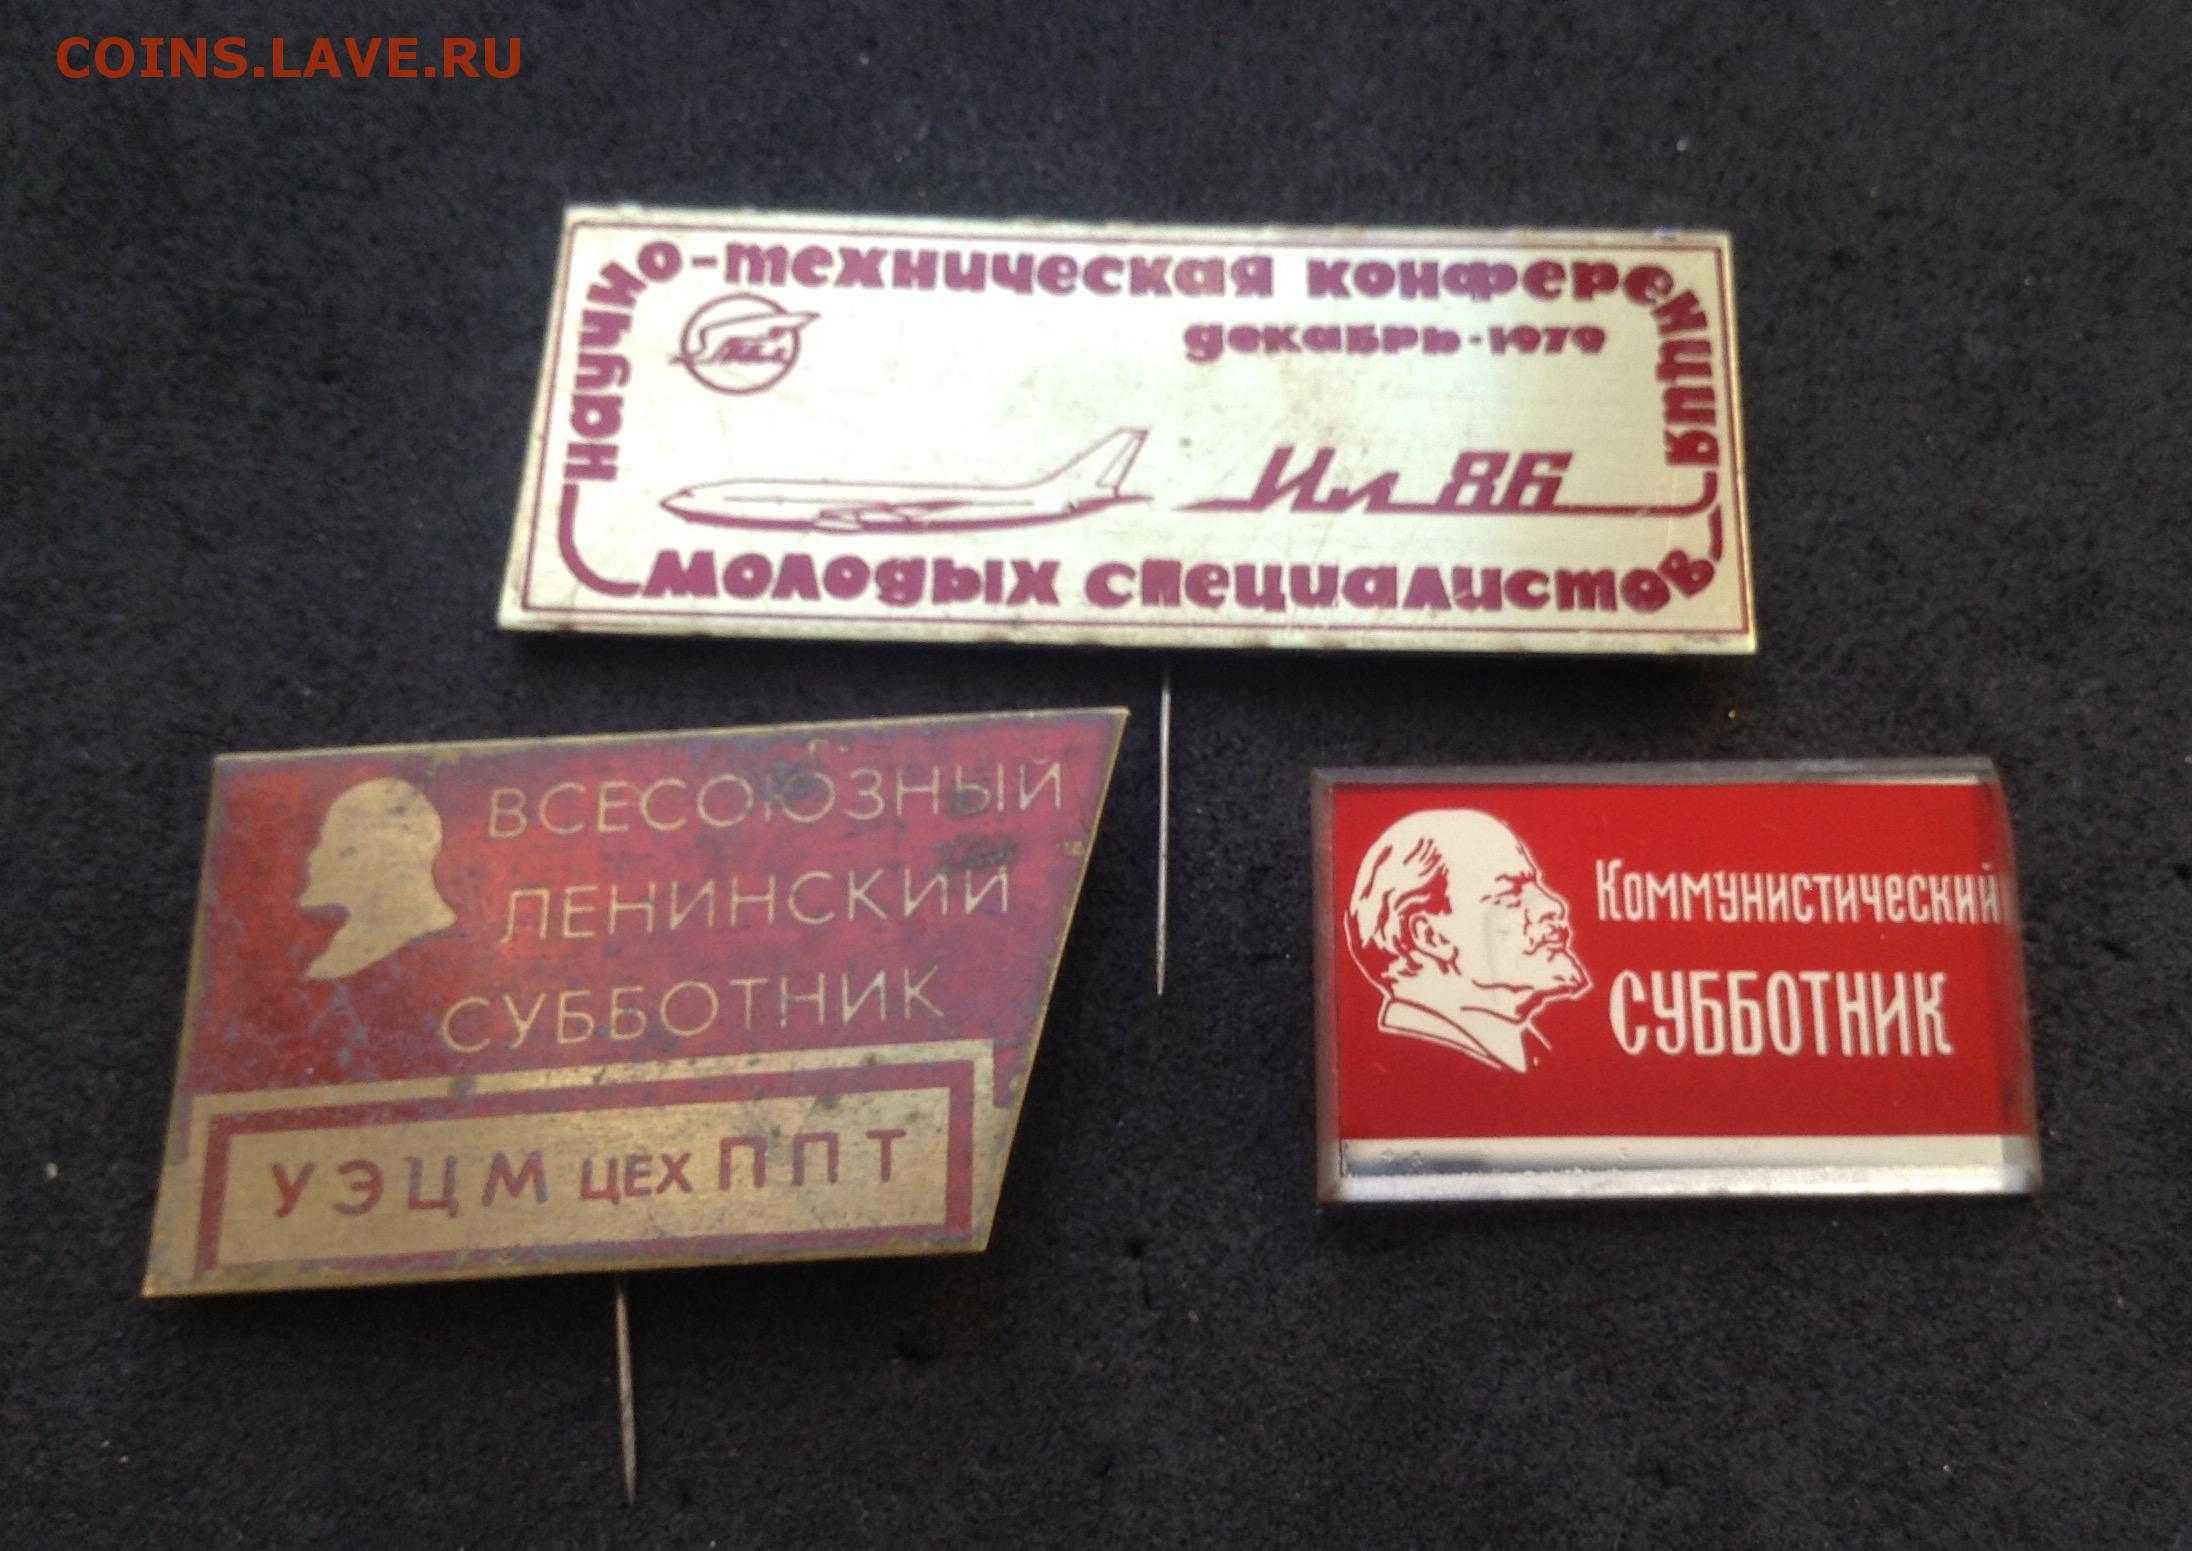 COINS.LAVE.RU
научно-техническая конференция
декабрь-1979
Ил 86
молодых специалистов
ВСЕСОЮЗНЫЙ
ЛЕНИНСКИЙ
СУББОТНИК
УЭЦМ ЦЕХ ППТ
Коммунистический
СУББОТНИК